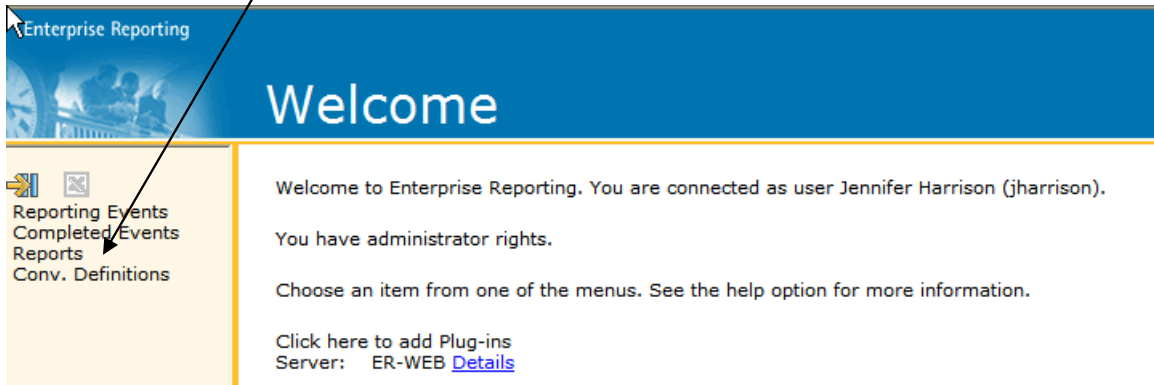 Enterprise Reporting
Welcome
Reporting Events
Completed Events
Reports
Conv. Definitions
Welcome to Enterprise Reporting. You are connected as user Jennifer Harrison (jharrison).
You have administrator rights.
Choose an item from one of the menus. See the help option for more information.
Click here to add Plug-ins
Server: ER-WEB Details